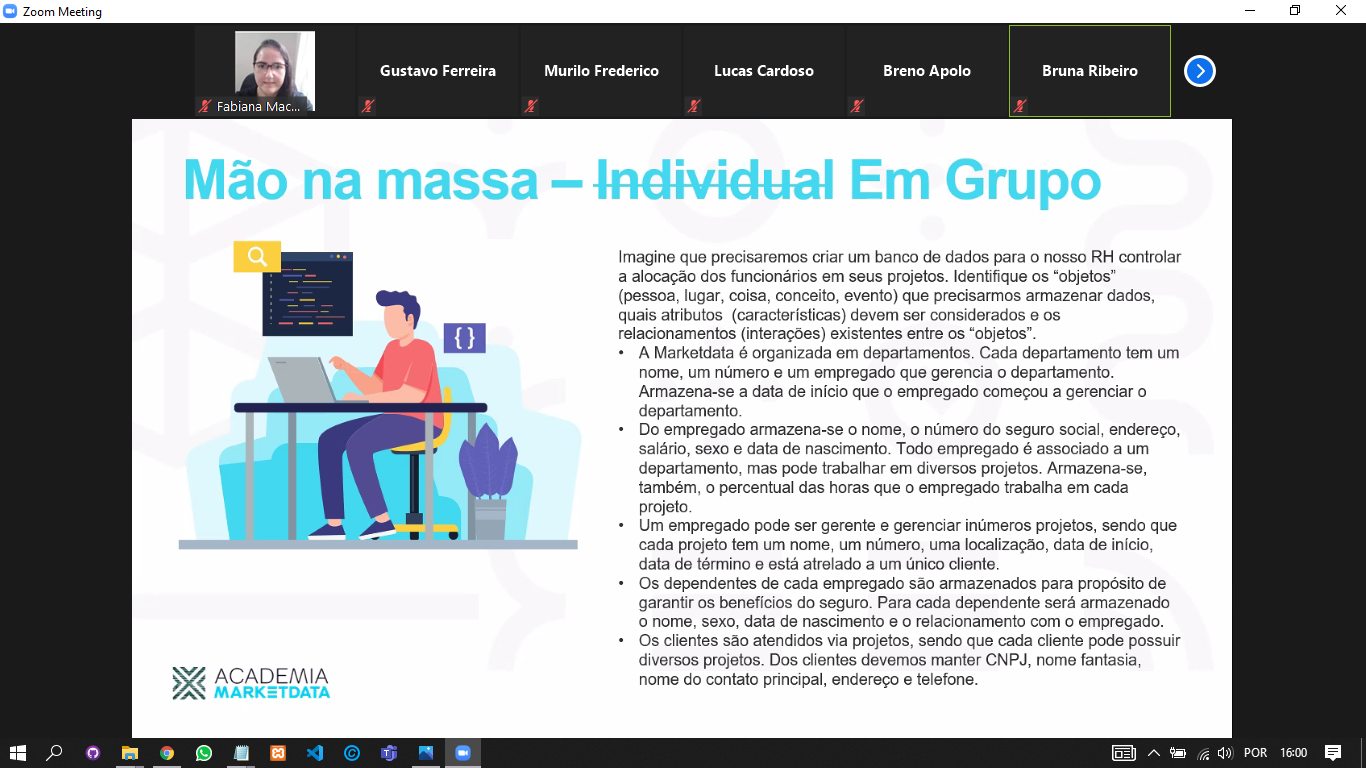 Zoom Meeting
Fabiana Mac...
Gustavo Ferreira
Murilo Frederico
Lucas Cardoso
Breno Apolo
Bruna Ribeiro
Mão na massa – Individual Em Grupo
{}
Imagine que precisaremos criar um banco de dados para o nosso RH controlar
a alocação dos funcionários em seus projetos. Identifique os “objetos”
(pessoa, lugar, coisa, conceito, evento) que precisarmos armazenar dados,
quais atributos (características) devem ser considerados e os
relacionamentos (interações) existentes entre os “objetos”.
• A Marketdata é organizada em departamentos. Cada departamento tem um
nome, um número e um empregado que gerencia o departamento.
Armazena-se a data de início que o empregado começou a gerenciar o
departamento.
• Do empregado armazena-se o nome, o número do seguro social, endereço,
salário, sexo e data de nascimento. Todo empregado é associado a um
departamento, mas pode trabalhar em diversos projetos. Armazena-se,
também, o percentual das horas que o empregado trabalha em cada
projeto.
• Um empregado pode ser gerente e gerenciar inúmeros projetos, sendo que
cada projeto tem um nome, um número, uma localização, data de início,
data de término e está atrelado a um único cliente.
• Os dependentes de cada empregado são armazenados para propósito de
garantir os benefícios do seguro. Para cada dependente será armazenado
o nome, sexo, data de nascimento e o relacionamento com o empregado.
• Os clientes são atendidos via projetos, sendo que cada cliente pode possuir
diversos projetos. Dos clientes devemos manter CNPJ, nome fantasia,
nome do contato principal, endereço e telefone.
ACADEMIA
MARKETDATA
POR
16:00